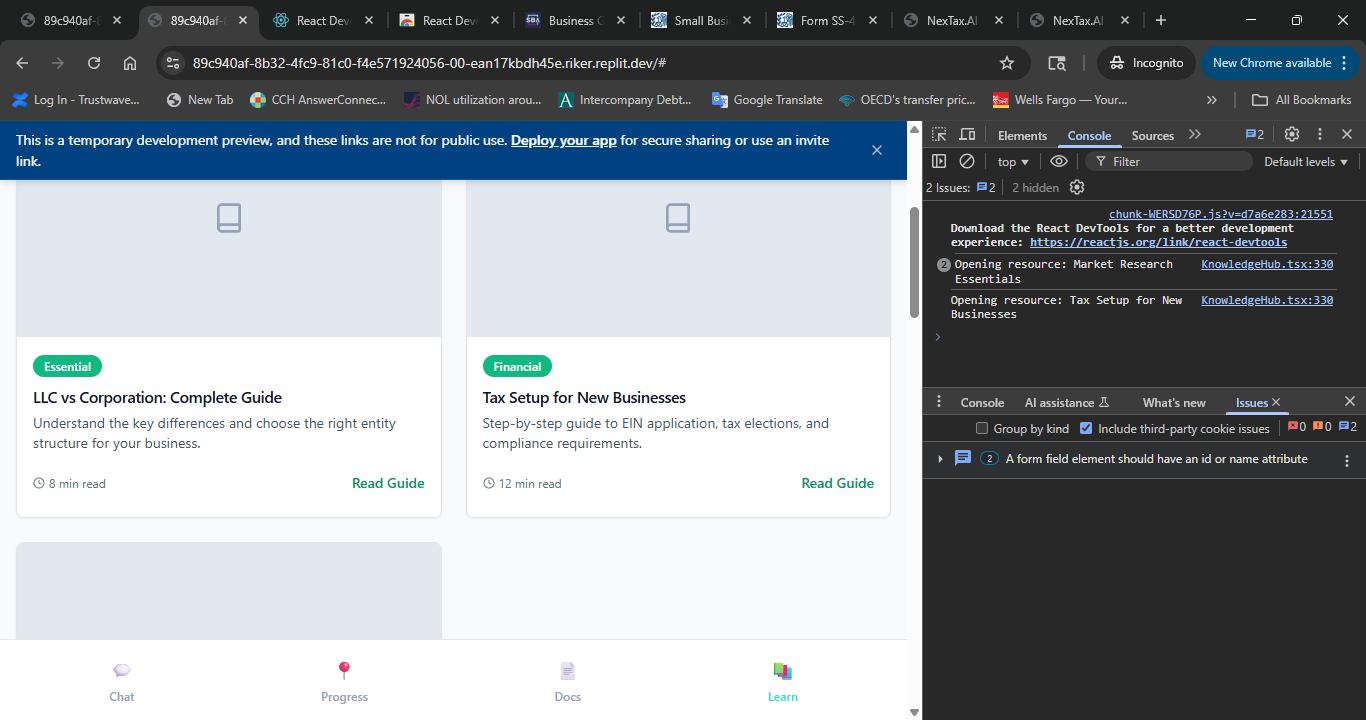 89c940af-8
89c940af-f
React Dev
React Dev
SBA Business G
Small Busi
Form SS-4
NexTax.AI
NexTax.AI
89c940af-8b32-4fc9-81c0-f4e571924056-00-ean17kbdh45e.riker.replit.dev/#
Incognito
New Chrome available
Log In - Trustwave...
New Tab
CCH AnswerConnec...
NOL utilization arou...
Intercompany Debt...
Google Translate
OECD's transfer pric...
Wells Fargo — Your...
»
All Bookmarks
This is a temporary development preview, and these links are not for public use. Deploy your app for secure sharing or use an invite
link.
Essential
LLC vs Corporation: Complete Guide
Understand the key differences and choose the right entity
structure for your business.
8 min read
Read Guide
Financial
Tax Setup for New Businesses
Step-by-step guide to EIN application, tax elections, and
compliance requirements.
12 min read
Read Guide
Chat
Progress
Docs
Learn
Elements
Console
Sources
»
2
top
Filter
Default levels
2 Issues: 2
2 hidden
chunk-WERSD76P.js?v=d7a6e283:21551
Download the React DevTools for a better development
experience: https://reactjs.org/link/react-devtools
2 Opening resource: Market Research KnowledgeHub.tsx:330
Essentials
Opening resource: Tax Setup for New KnowledgeHub.tsx:330
Businesses
Console
AI assistance
What's new
Issues
Group by kind
Include third-party cookie issues
0 0 2
2 A form field element should have an id or name attribute